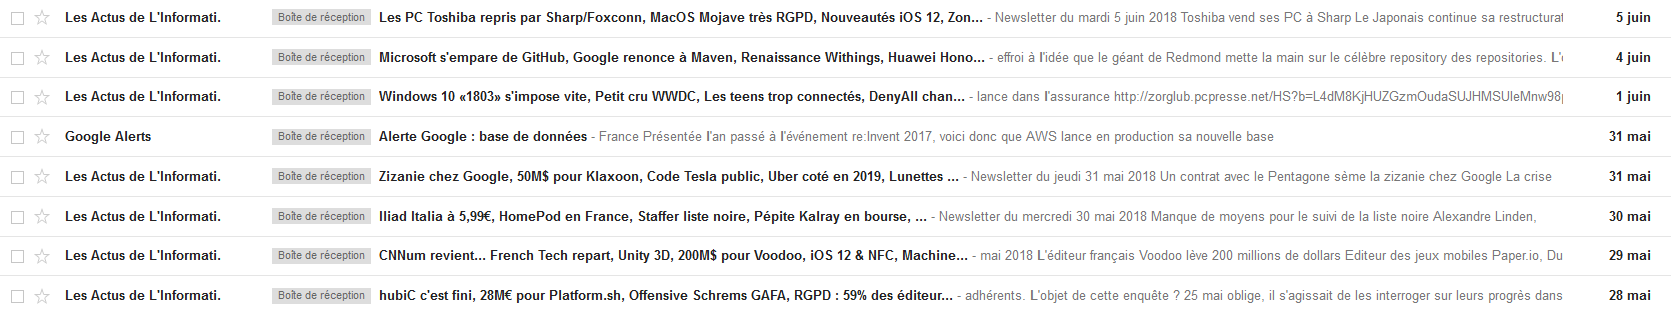 Les Actus de L'Informati. Boîte de réception Les PC Toshiba repris par Sharp/Foxconn, MacOS Mojave très RGPD, Nouveautés iOS 12, Zon... - Newsletter du mardi 5 juin 2018 Toshiba vend ses PC à Sharp Le Japonais continue sa restructurat 5 juin
Les Actus de L'Informati. Boîte de réception Microsoft s'empare de GitHub, Google renonce à Maven, Renaissance Withings, Huawei Hono... - effroi à l'idée que le géant de Redmond mette la main sur le célèbre repository des repositories. L' 4 juin
Les Actus de L'Informati. Boîte de réception Windows 10 «1803» s'impose vite, Petit cru WWDC, Les teens trop connectés, DenyAll chan... - lance dans l'assurance http://zorglub.pcpresse.net/HS?b=L4dM8KjHUZGzmOudaSUJHMSUleMnw98p 1 juin
Google Alerts Boîte de réception Alerte Google : base de données - France Présentée l'an passé à l'événement re:Invent 2017, voici donc que AWS lance en production sa nouvelle base 31 mai
Les Actus de L'Informati. Boîte de réception Zizanie chez Google, 50M$ pour Klaxoon, Code Tesla public, Uber coté en 2019, Lunettes ... - Newsletter du jeudi 31 mai 2018 Un contrat avec le Pentagone sème la zizanie chez Google La crise 31 mai
Les Actus de L'Informati. Boîte de réception Iliad Italia à 5,99€, HomePod en France, Staffer liste noire, Pépite Kalray en bourse, ... - Newsletter du mercredi 30 mai 2018 Manque de moyens pour le suivi de la liste noire Alexandre Linden, 30 mai
Les Actus de L'Informati. Boîte de réception CNNum revient... French Tech repart, Unity 3D, 200M$ pour Voodoo, iOS 12 & NFC, Machine... - mai 2018 L'éditeur français Voodoo lève 200 millions de dollars Editeur des jeux mobiles Paper.io, Du 29 mai
Les Actus de L'Informati. Boîte de réception hubiC c'est fini, 28M€ pour Platform.sh, Offensive Schrems GAFA, RGPD : 59% des éditeur... - adhérents. L'objet de cette enquête ? 25 mai oblige, il s'agissait de les interroger sur leurs progrès dans 28 mai